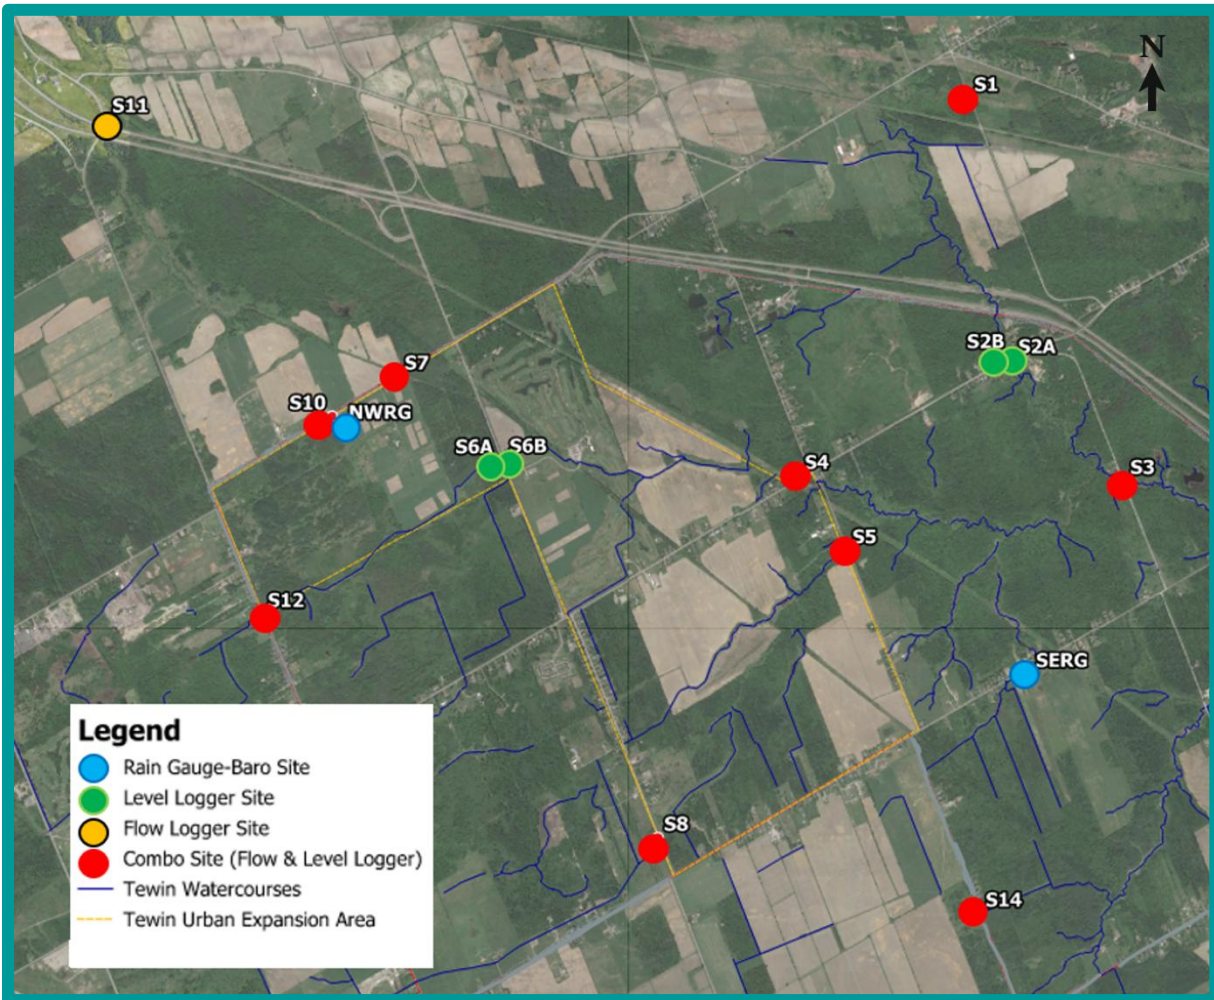 N
S1
S11
S2B
S2A
S7
S10
NWRG
S6A
S6B
S4
S3
S5
S12
SERG
S8
S14
Legend
Rain Gauge-Baro Site
Level Logger Site
Flow Logger Site
Combo Site (Flow & Level Logger)
Tewin Watercourses
Tewin Urban Expansion Area